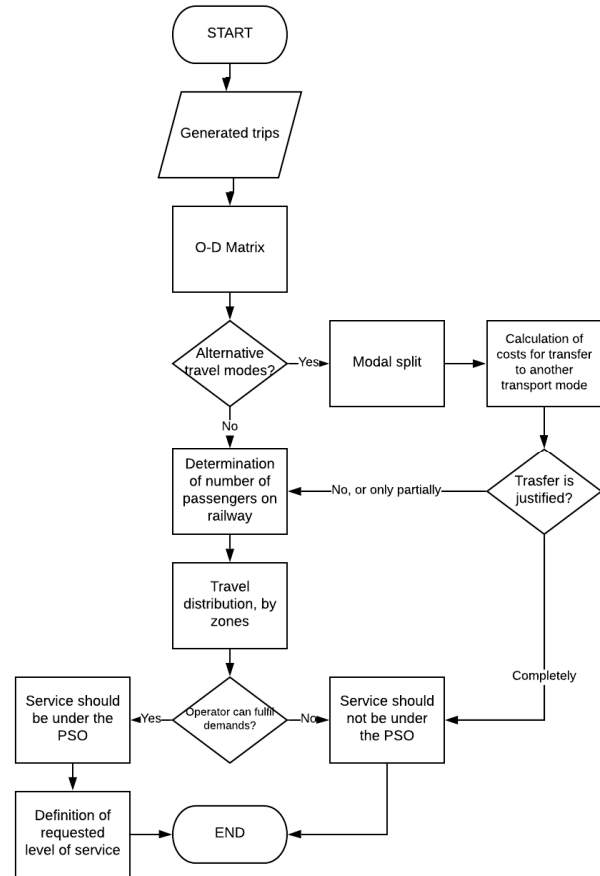 START
Generated trips
O-D Matrix
Alternative
travel modes?
Yes
Modal split
Calculation of
costs for transfer
to another
transport mode
No
Determination
of number of
passengers on
railway
No, or only partially
Trasfer is
justified?
Travel
distribution, by
zones
Completely
Service should
be under the
PSO
Yes
Operator can fulfil
demands?
No
Service should
not be under
the PSO
Definition of
requested
level of service
END